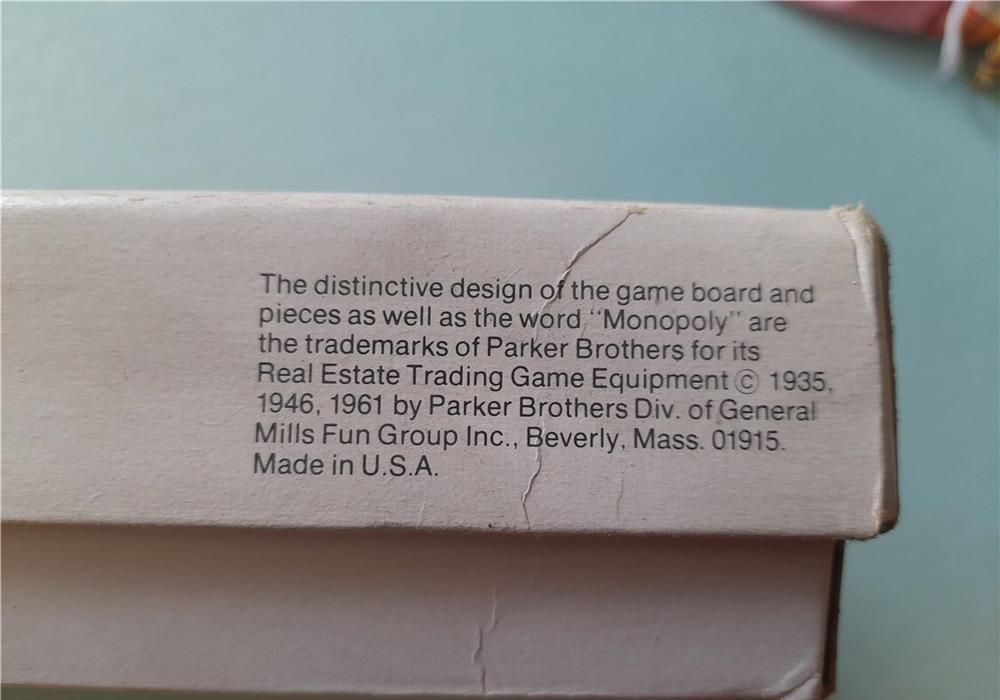 The distinctive design of the game board and
pieces as well as the word "Monopoly" are
the trademarks of Parker Brothers for its
Real Estate Trading Game Equipment © 1935,
1946, 1961 by Parker Brothers Div. of General
Mills Fun Group Inc., Beverly, Mass. 01915.
Made in U.S.A.